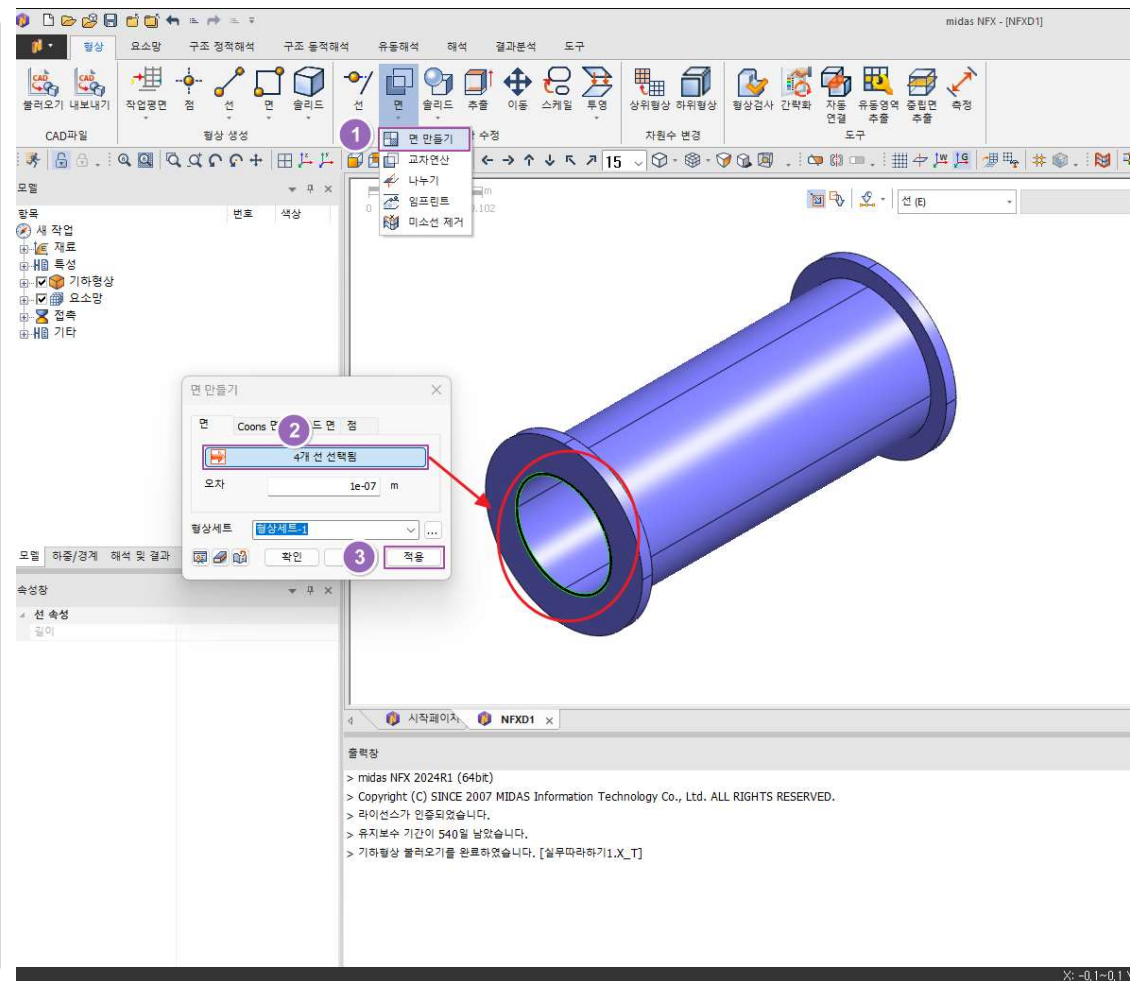 midas NFX - [NFXD1]
형상 요소망 구조 정적해석 구조 동적해석 유동해석 해석 결과분석 도구
CAD CAD
불러오기 내보내기 작업평면 점 선 면 솔리드 선 면 솔리드 추출 이동 스케일 투영 상위형상 하위형상 형상검사 간략화 자동 연결 유동영역 추출 중립면 추출 측정
CAD파일 형상 생성 수정 차원수 변경 도구
1 면 만들기
교차연산
나누기
임프린트
미소선 제거
15
모델
항목 번호 색상
새 작업
재료
특성
기하형상
요소망
접촉
기타
m
0 0.102
선 (E)
면 만들기
면 Coons 면 드 면 점
2
4개 선 선택됨
오차 1e-07 m
형상세트 형상세트-1 ...
확인 3 적용
모델 하중/경계 해석 및 결과
속성창
선 속성
길이
시작페이지 NFXD1
출력창
> midas NFX 2024R1 (64bit)
> Copyright (C) SINCE 2007 MIDAS Information Technology Co., Ltd. ALL RIGHTS RESERVED.
> 라이선스가 인증되었습니다.
> 유지보수 기간이 540일 남았습니다.
> 기하형상 불러오기를 완료하였습니다. [실무따라하기1.X_T]
X: -0,1~0,1